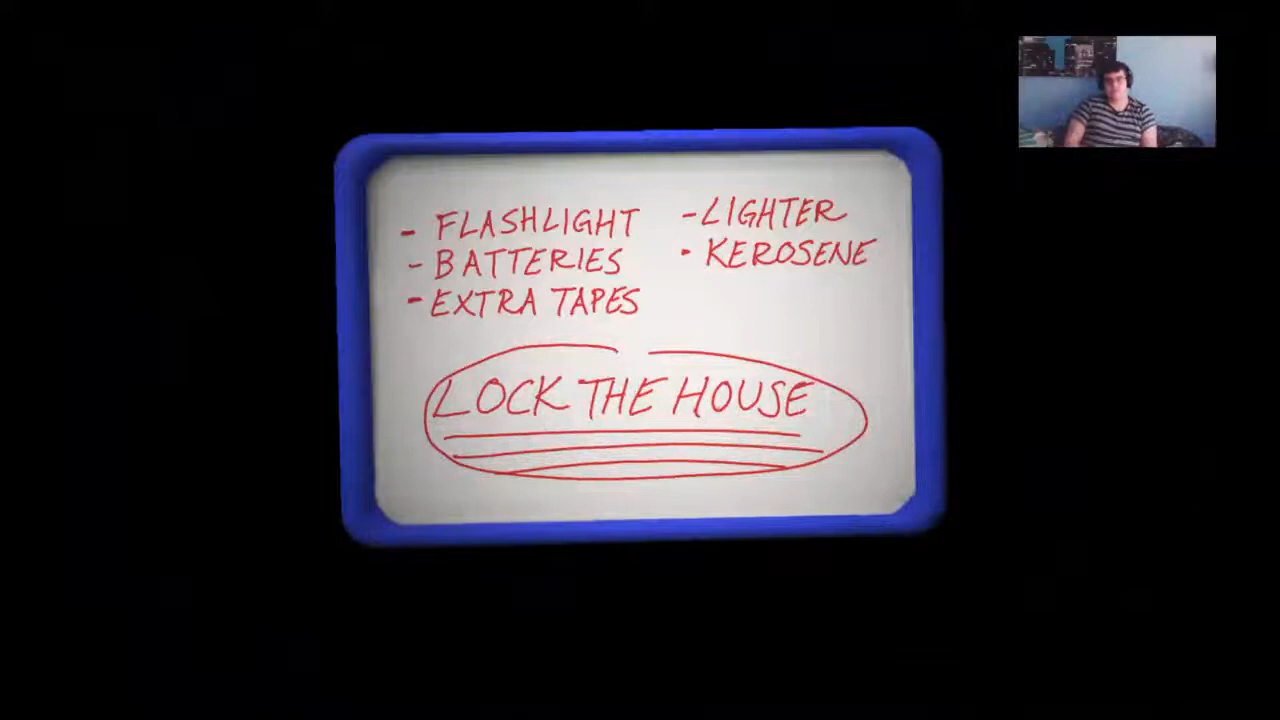 - FLASHLIGHT
- BATTERIES
- EXTRA TAPES
- LIGHTER
- KEROSENE
LOCK THE HOUSE